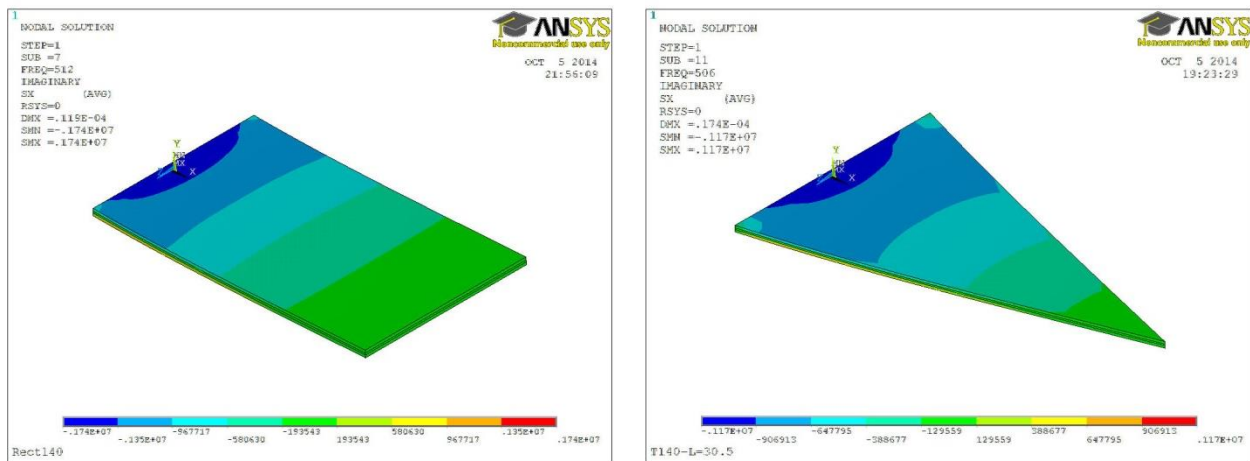 1
NODAL SOLUTION
STEP=1
SUB =7
FREQ=512
IMAGINARY
SX (AVG)
RSYS=0
DMX =.119E-04
SMN =-.174E+07
SMX =.174E+07
ANSYS
Noncommercial use only
OCT 5 2014
21:56:09
Y
MX
X
-.174E+07
-.135E+07
-967717
-580630
-193543
193543
580630
967717
.135E+07
.174E+07
Rect140
1
NODAL SOLUTION
STEP=1
SUB =11
FREQ=506
IMAGINARY
SX (AVG)
RSYS=0
DMX =.174E-04
SMN =-.117E+07
SMX =.117E+07
ANSYS
Noncommercial use only
OCT 5 2014
19:23:29
Y
MX
X
-.117E+07
-906913
-647795
-388677
-129559
129559
388677
647795
906913
.117E+07
T140-L=30.5